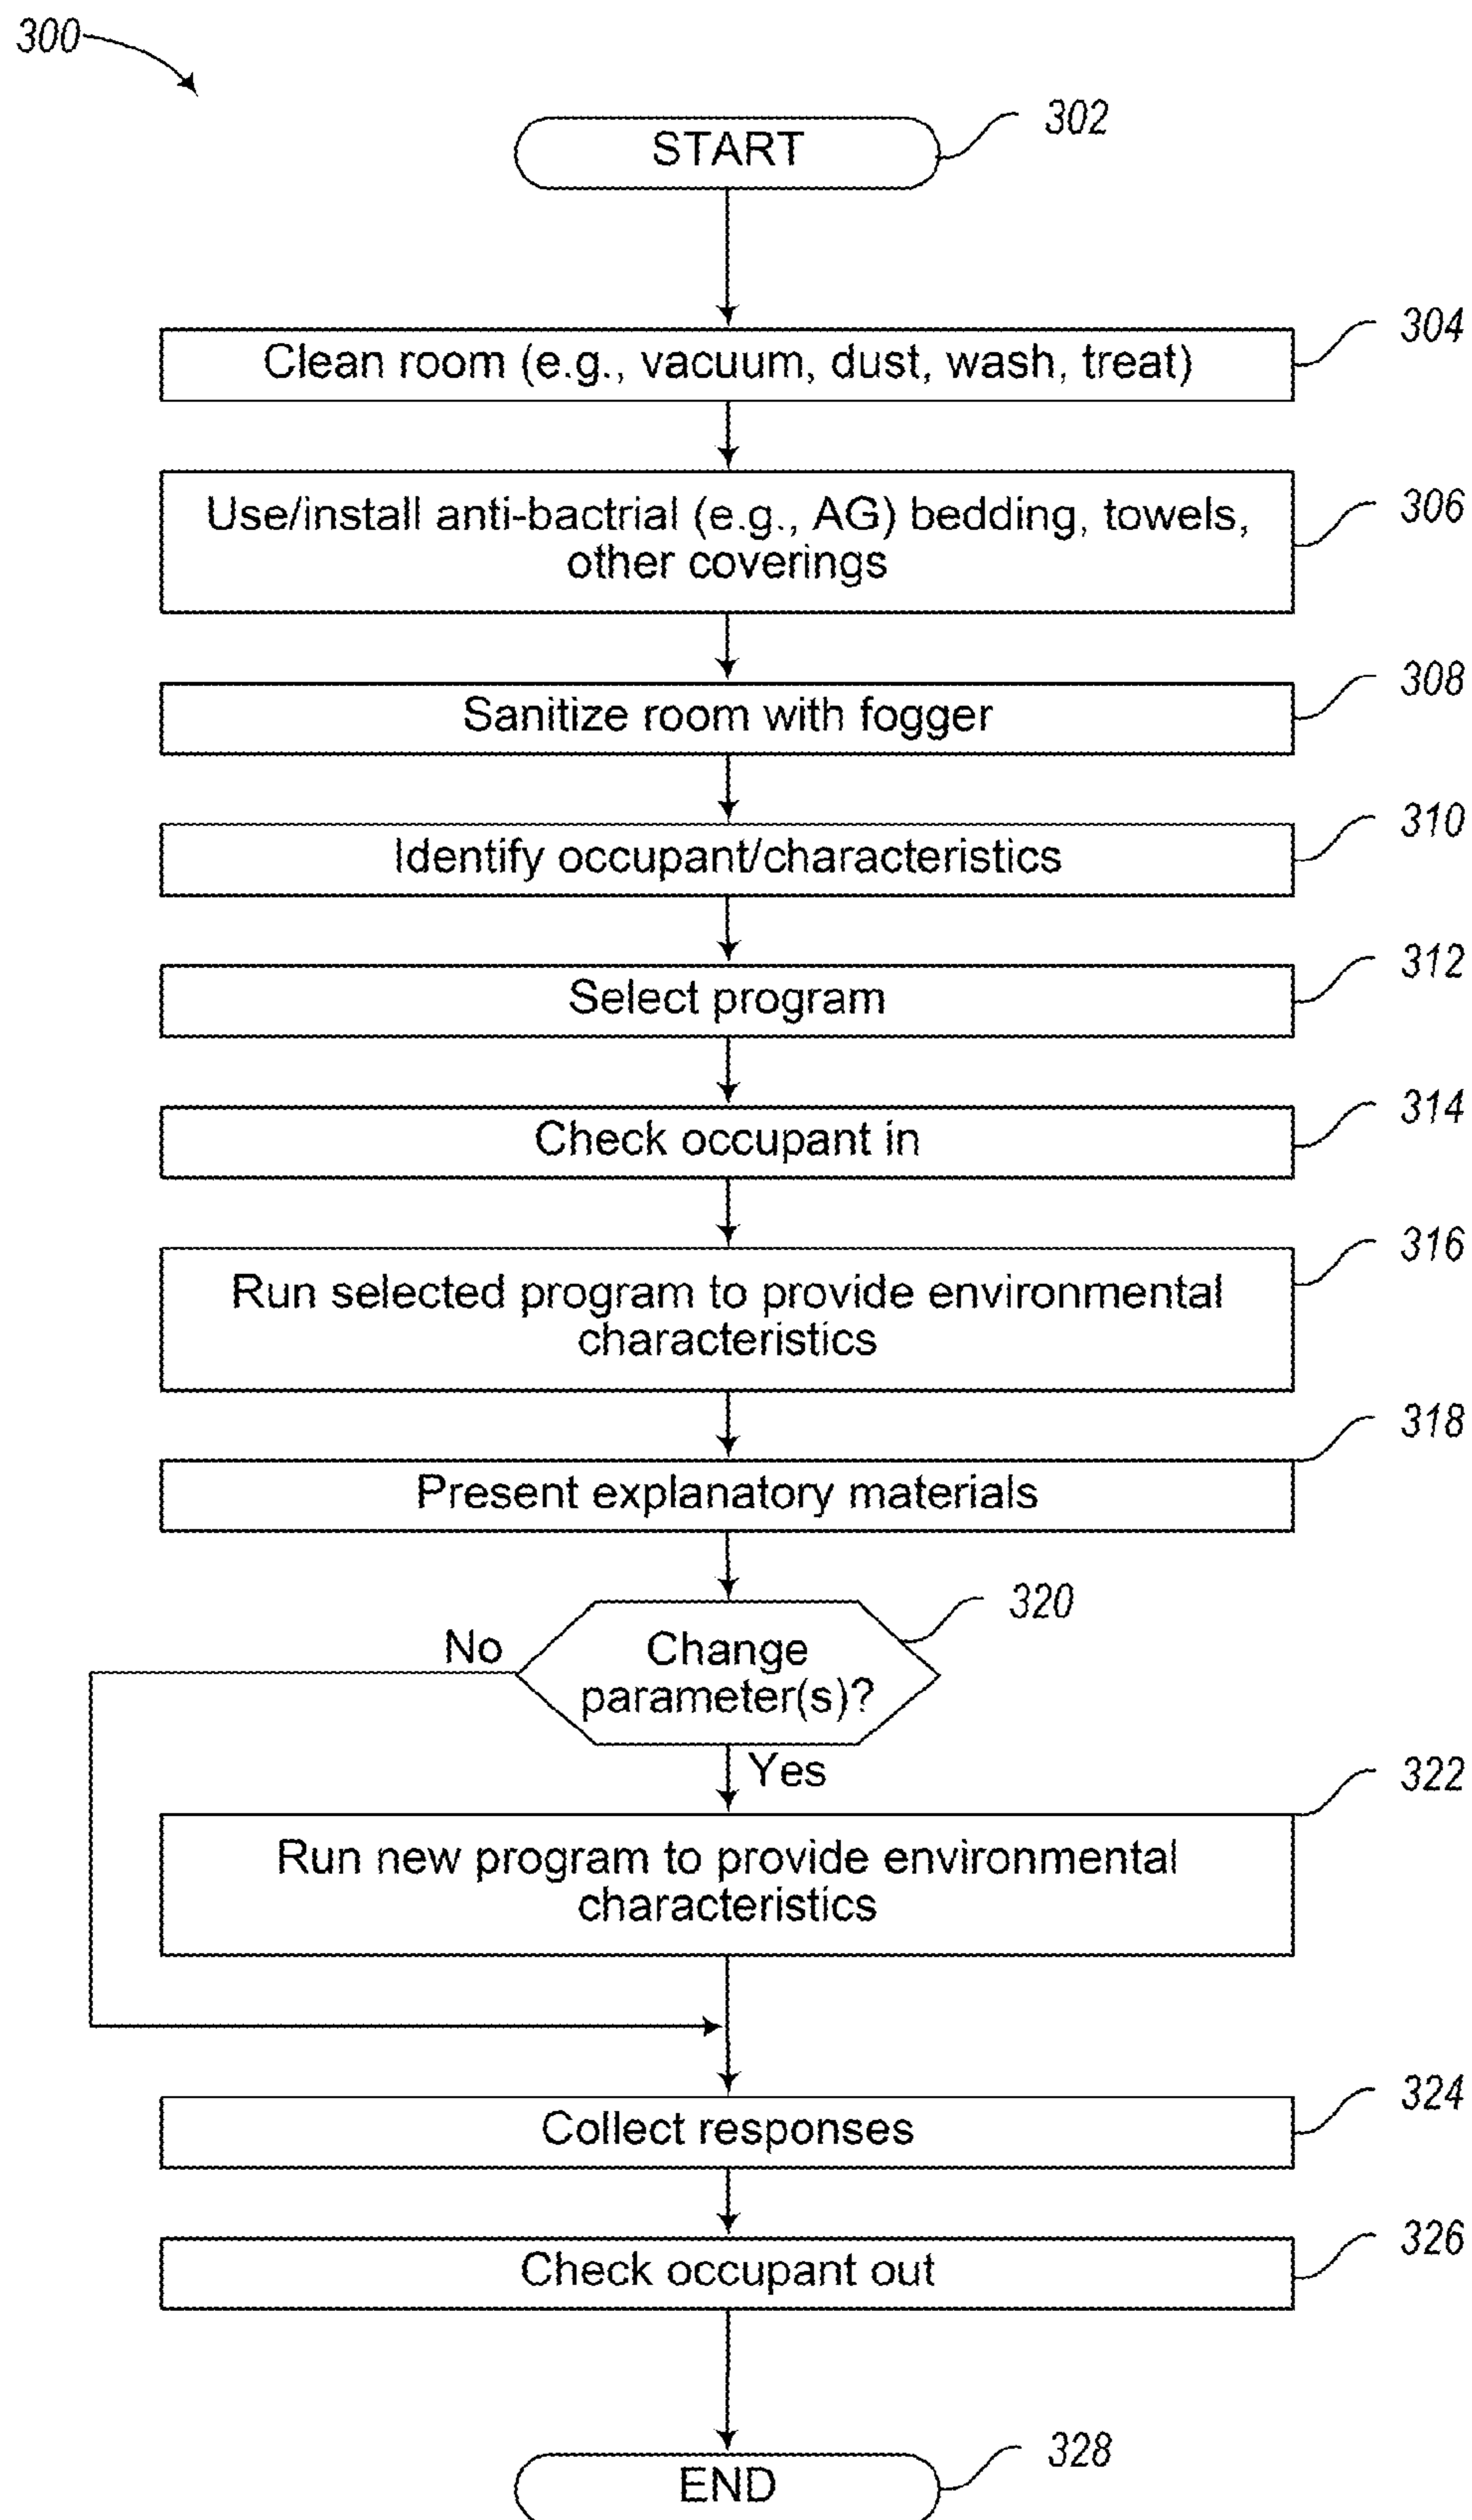 300
START
302
Clean room (e.g., vacuum, dust, wash, treat)
304
Use/install anti-bactrial (e.g., AG) bedding, towels,
other coverings
306
Sanitize room with fogger
308
Identify occupant/characteristics
310
Select program
312
Check occupant in
314
Run selected program to provide environmental
characteristics
316
Present explanatory materials
318
Change
parameter(s)?
320
No
Yes
Run new program to provide environmental
characteristics
322
Collect responses
324
Check occupant out
326
END
328